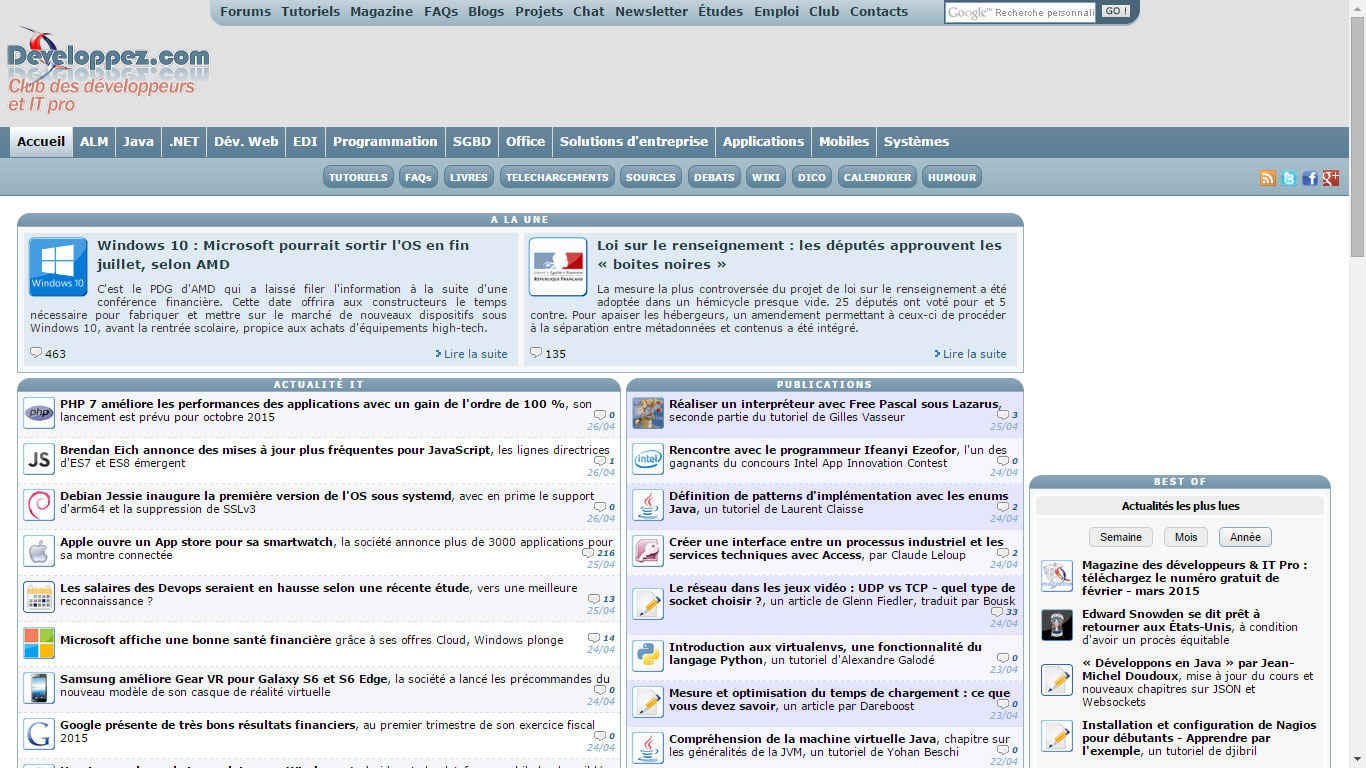 Forums Tutoriels Magazine FAQs Blogs Projets Chat Newsletter Études Emploi Club Contacts
Google™ Recherche personnali GO !
Developpez.com
Club des développeurs
et IT pro
Accueil ALM Java .NET Dév. Web EDI Programmation SGBD Office Solutions d'entreprise Applications Mobiles Systèmes
TUTORIELS FAQs LIVRES TELECHARGEMENTS SOURCES DEBATS WIKI DICO CALENDRIER HUMOUR
A LA UNE
Windows 10
Windows 10 : Microsoft pourrait sortir l'OS en fin
juillet, selon AMD
C'est le PDG d'AMD qui a laissé filer l'information à la suite d'une
conférence financière. Cette date offrira aux constructeurs le temps
nécessaire pour fabriquer et mettre sur le marché de nouveaux dispositifs sous
Windows 10, avant la rentrée scolaire, propice aux achats d'équipements high-tech.
463 Lire la suite
RÉPUBLIQUE FRANÇAISE
Loi sur le renseignement : les députés approuvent les
« boites noires »
La mesure la plus controversée du projet de loi sur le renseignement a été
adoptée dans un hémicycle presque vide. 25 députés ont voté pour et 5
contre. Pour apaiser les hébergeurs, un amendement permettant à ceux-ci de procéder
à la séparation entre métadonnées et contenus a été intégré.
135 Lire la suite
ACTUALITÉ IT
php
PHP 7 améliore les performances des applications avec un gain de l'ordre de 100 %, son
lancement est prévu pour octobre 2015
0
26/04
JS
Brendan Eich annonce des mises à jour plus fréquentes pour JavaScript, les lignes directrices
d'ES7 et ES8 émergent
1
26/04
Debian Jessie inaugure la première version de l'OS sous systemd, avec en prime le support
d'arm64 et la suppression de SSLv3
0
26/04
Apple ouvre un App store pour sa smartwatch, la société annonce plus de 3000 applications pour
sa montre connectée
216
25/04
Les salaires des Devops seraient en hausse selon une récente étude, vers une meilleure
reconnaissance ?
13
25/04
Microsoft affiche une bonne santé financière grâce à ses offres Cloud, Windows plonge
14
24/04
Samsung améliore Gear VR pour Galaxy S6 et S6 Edge, la société a lancé les précommandes du
nouveau modèle de son casque de réalité virtuelle
0
24/04
G
Google présente de très bons résultats financiers, au premier trimestre de son exercice fiscal
2015
0
24/04
PUBLICATIONS
Réaliser un interpréteur avec Free Pascal sous Lazarus,
seconde partie du tutoriel de Gilles Vasseur
3
25/04
intel
Rencontre avec le programmeur Ifeanyi Ezeofor, l'un des
gagnants du concours Intel App Innovation Contest
0
24/04
Définition de patterns d'implémentation avec les enums
Java, un tutoriel de Laurent Claisse
2
24/04
Créer une interface entre un processus industriel et les
services techniques avec Access, par Claude Leloup
2
24/04
Le réseau dans les jeux vidéo : UDP vs TCP - quel type de
socket choisir ?, un article de Glenn Fiedler, traduit par Bousk
33
24/04
Introduction aux virtualenvs, une fonctionnalité du
langage Python, un tutoriel d'Alexandre Galodé
0
23/04
Mesure et optimisation du temps de chargement : ce que
vous devez savoir, un article par Dareboost
0
23/04
Compréhension de la machine virtuelle Java, chapitre sur
les généralités de la JVM, un tutoriel de Yohan Beschi
0
22/04
BEST OF
Actualités les plus lues
Semaine Mois Année
Magazine des développeurs & IT Pro :
téléchargez le numéro gratuit de
février - mars 2015
Edward Snowden se dit prêt à
retourner aux États-Unis, à condition
d'avoir un procès équitable
« Développons en Java » par Jean-
Michel Doudoux, mise à jour du cours et
nouveaux chapitres sur JSON et
Websockets
Installation et configuration de Nagios
pour débutants - Apprendre par
l'exemple, un tutoriel de djibril